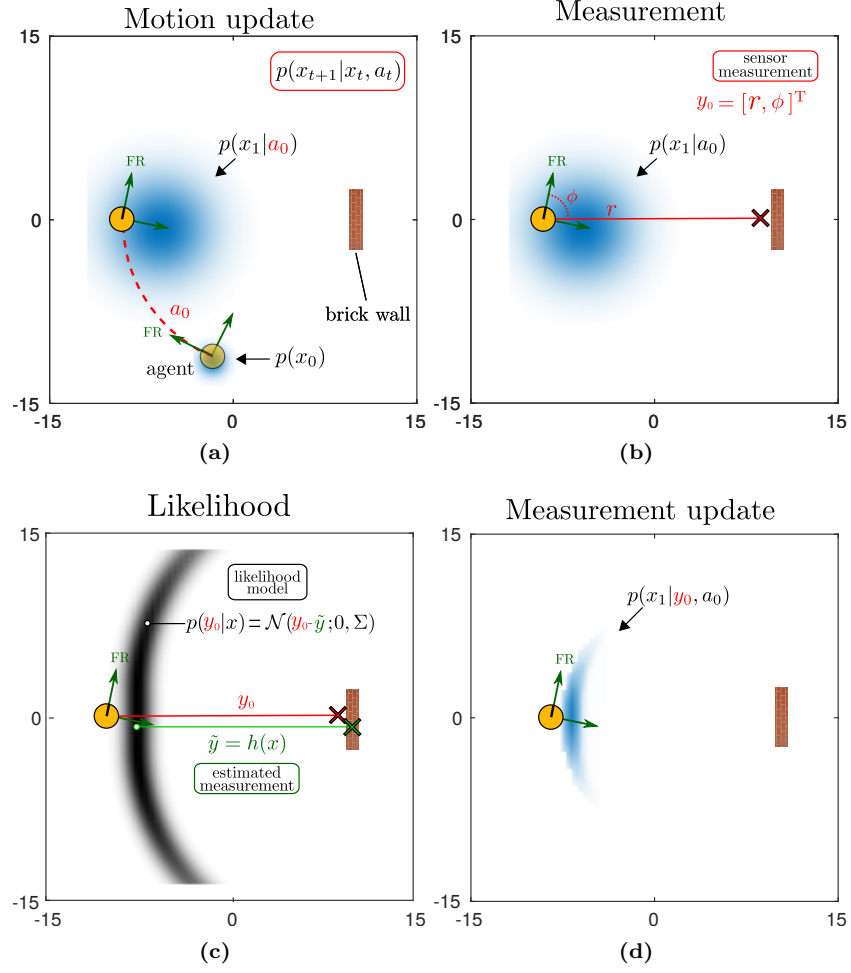 Motion update
15
p(x_{t+1}|x_t, a_t)
p(x_1|a_0)
FR
0
a_0
brick wall
FR
agent
p(x_0)
-15
-15
0
15
(a)
Measurement
15
sensor
measurement
y_0 = [r, ϕ]^T
p(x_1|a_0)
FR
ϕ
r
0
-15
-15
0
15
(b)
Likelihood
15
likelihood
model
p(y_0|x) = 𝒩(y_0-ỹ;0, Σ)
FR
y_0
0
ỹ = h(x)
estimated
measurement
-15
-15
0
15
(c)
Measurement update
15
p(x_1|y_0, a_0)
FR
0
-15
-15
0
15
(d)